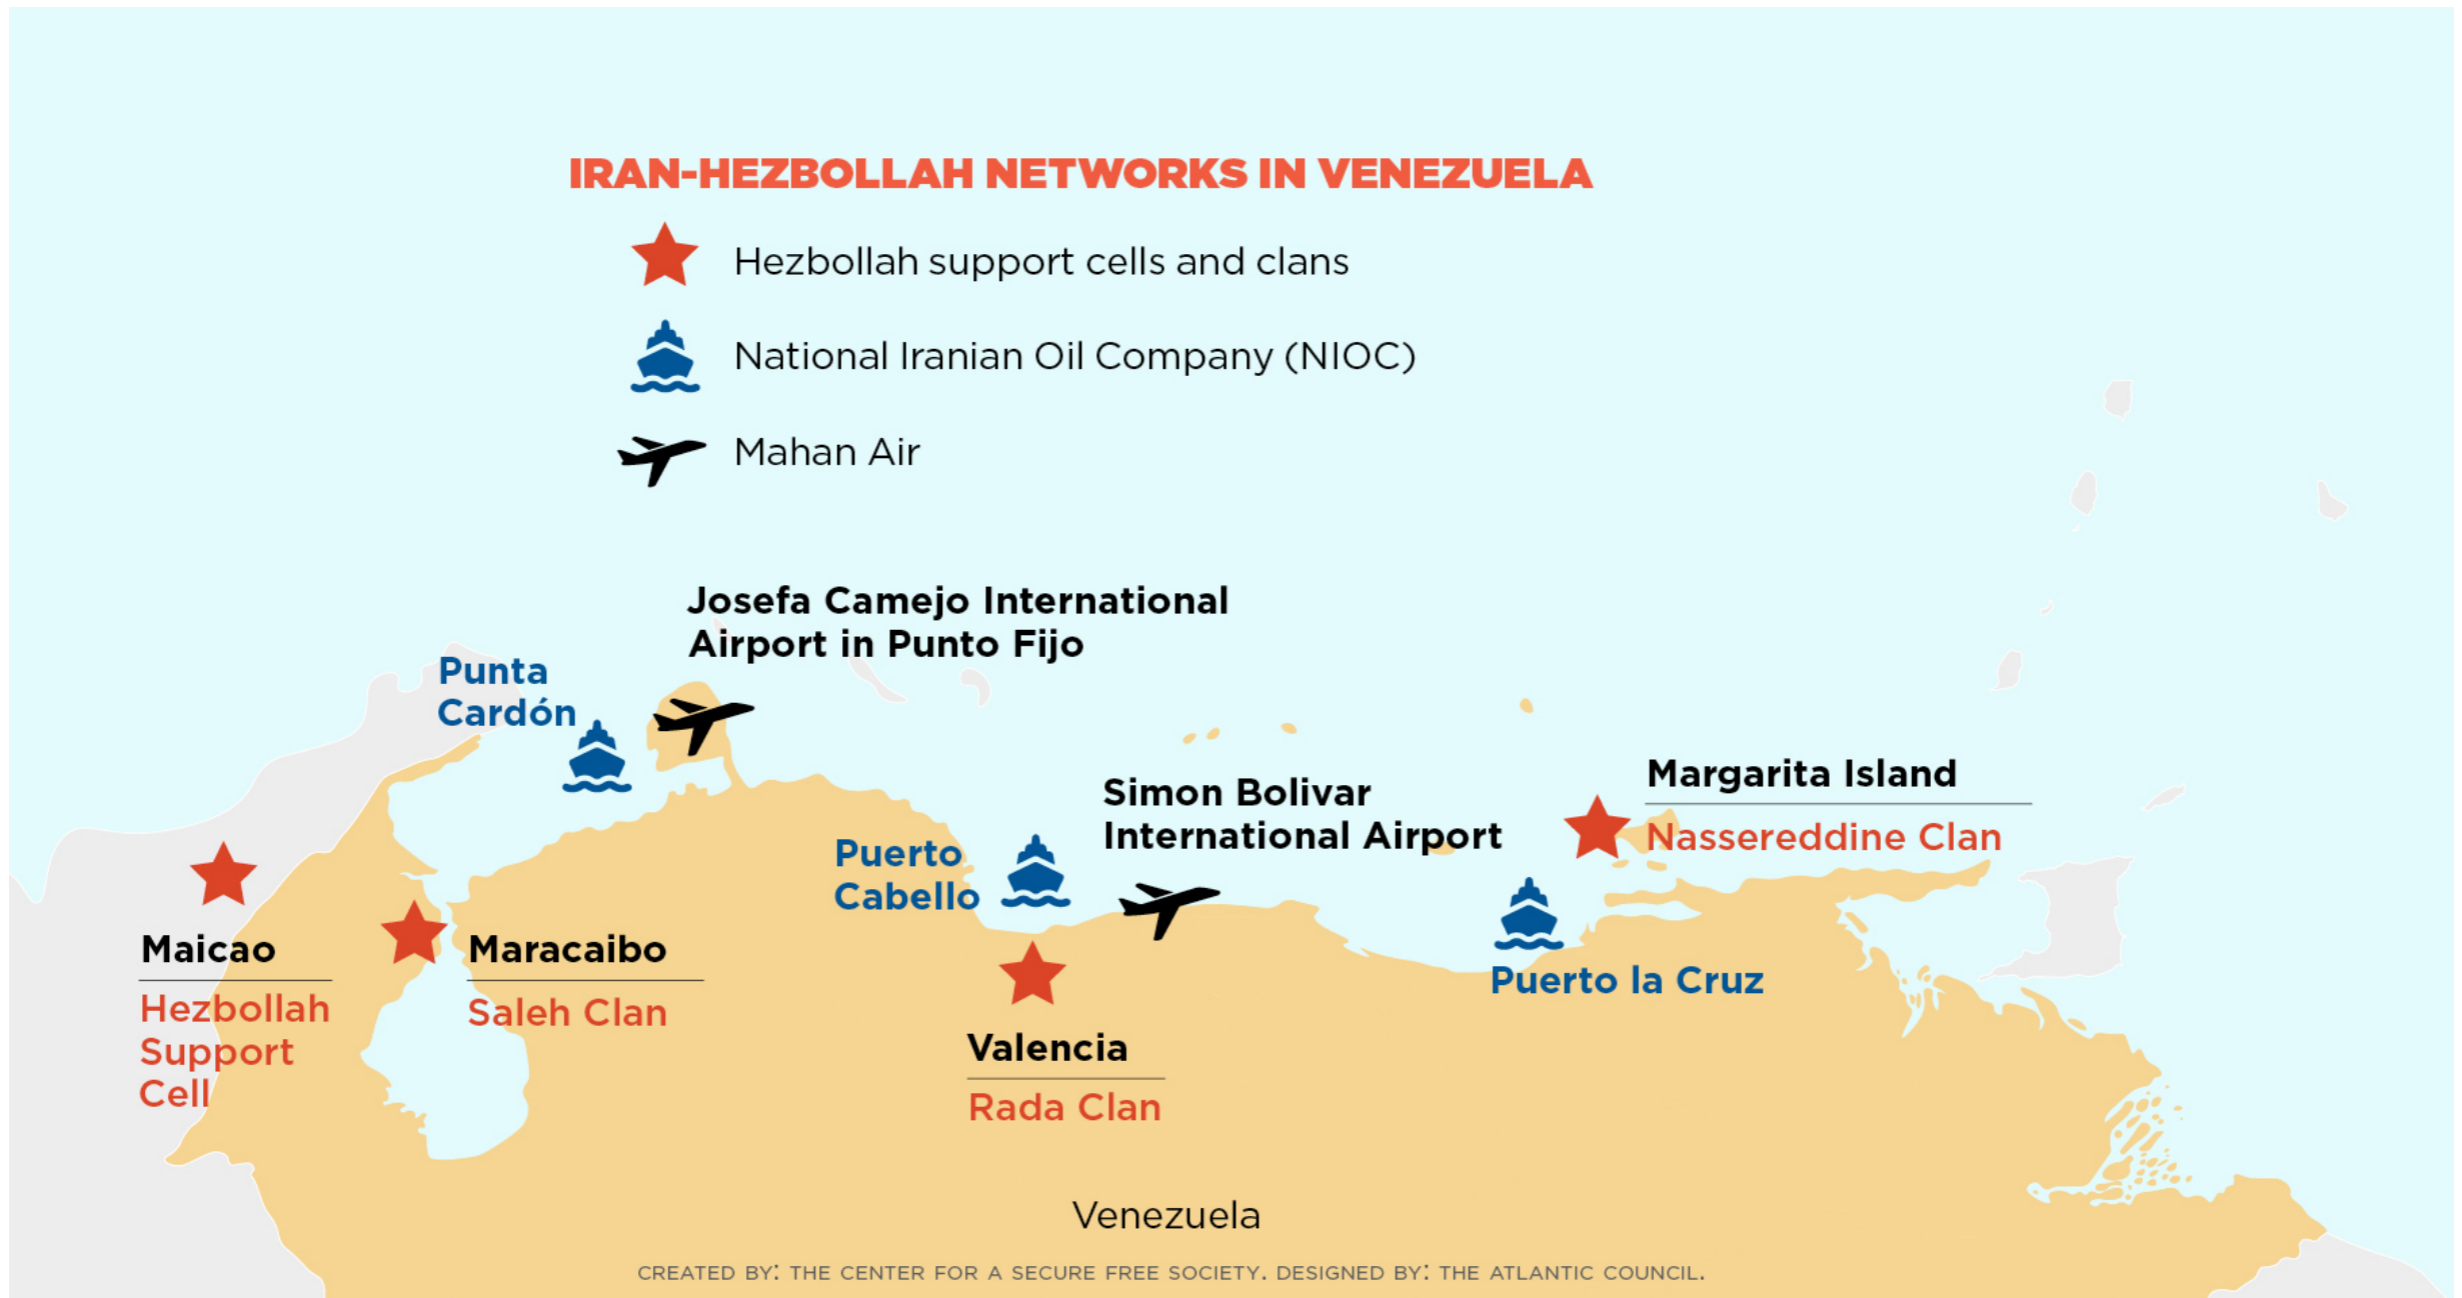 IRAN-HEZBOLLAH NETWORKS IN VENEZUELA
Hezbollah support cells and clans
National Iranian Oil Company (NIOC)
Mahan Air
Josefa Camejo International
Airport in Punto Fijo
Punta
Cardón
Simon Bolivar
International Airport
Margarita Island
Nassereddine Clan
Puerto
Cabello
Maicao
Hezbollah
Support
Cell
Maracaibo
Saleh Clan
Valencia
Rada Clan
Puerto la Cruz
Venezuela
CREATED BY: THE CENTER FOR A SECURE FREE SOCIETY. DESIGNED BY: THE ATLANTIC COUNCIL.